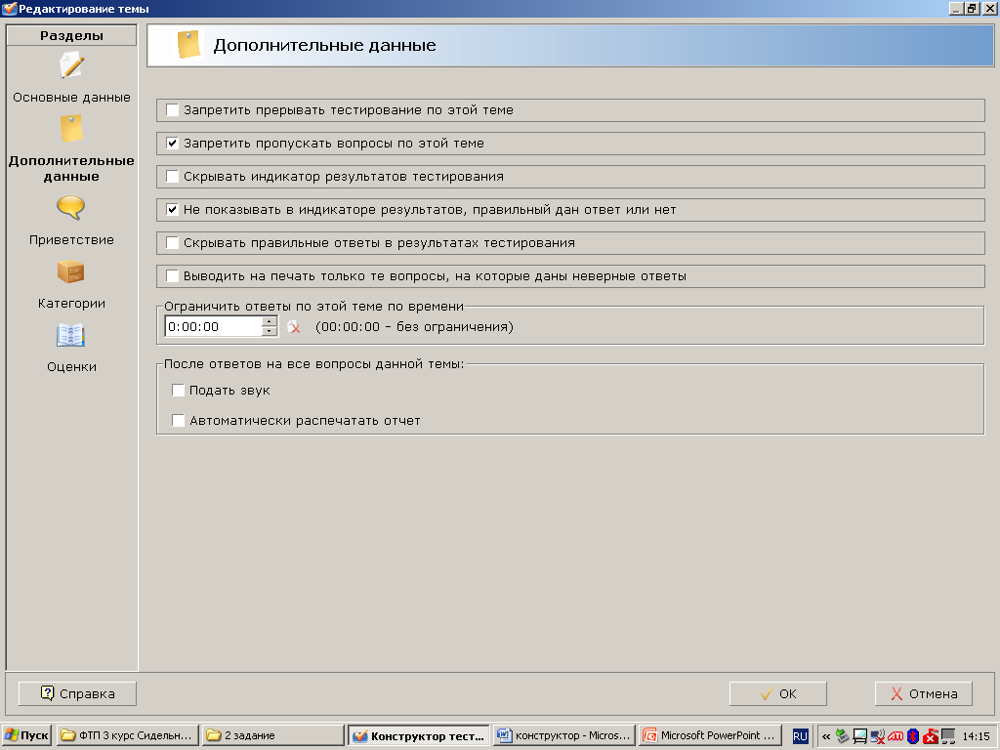 Редактирование темы
Разделы
Основные данные
Дополнительные
данные
Приветствие
Категории
Оценки
Дополнительные данные
Запретить прерывать тестирование по этой теме
Запретить пропускать вопросы по этой теме
Скрывать индикатор результатов тестирования
Не показывать в индикаторе результатов, правильный дан ответ или нет
Скрывать правильные ответы в результатах тестирования
Выводить на печать только те вопросы, на которые даны неверные ответы
Ограничить ответы по этой теме по времени
0:00:00 (00:00:00 - без ограничения)
После ответов на все вопросы данной темы:
Подать звук
Автоматически распечатать отчет
Справка
OK
Отмена
Пуск
ФТП 3 курс Сидельн...
2 задание
Конструктор тест...
конструктор - Micros...
Microsoft PowerPoint ...
RU
«
14:15